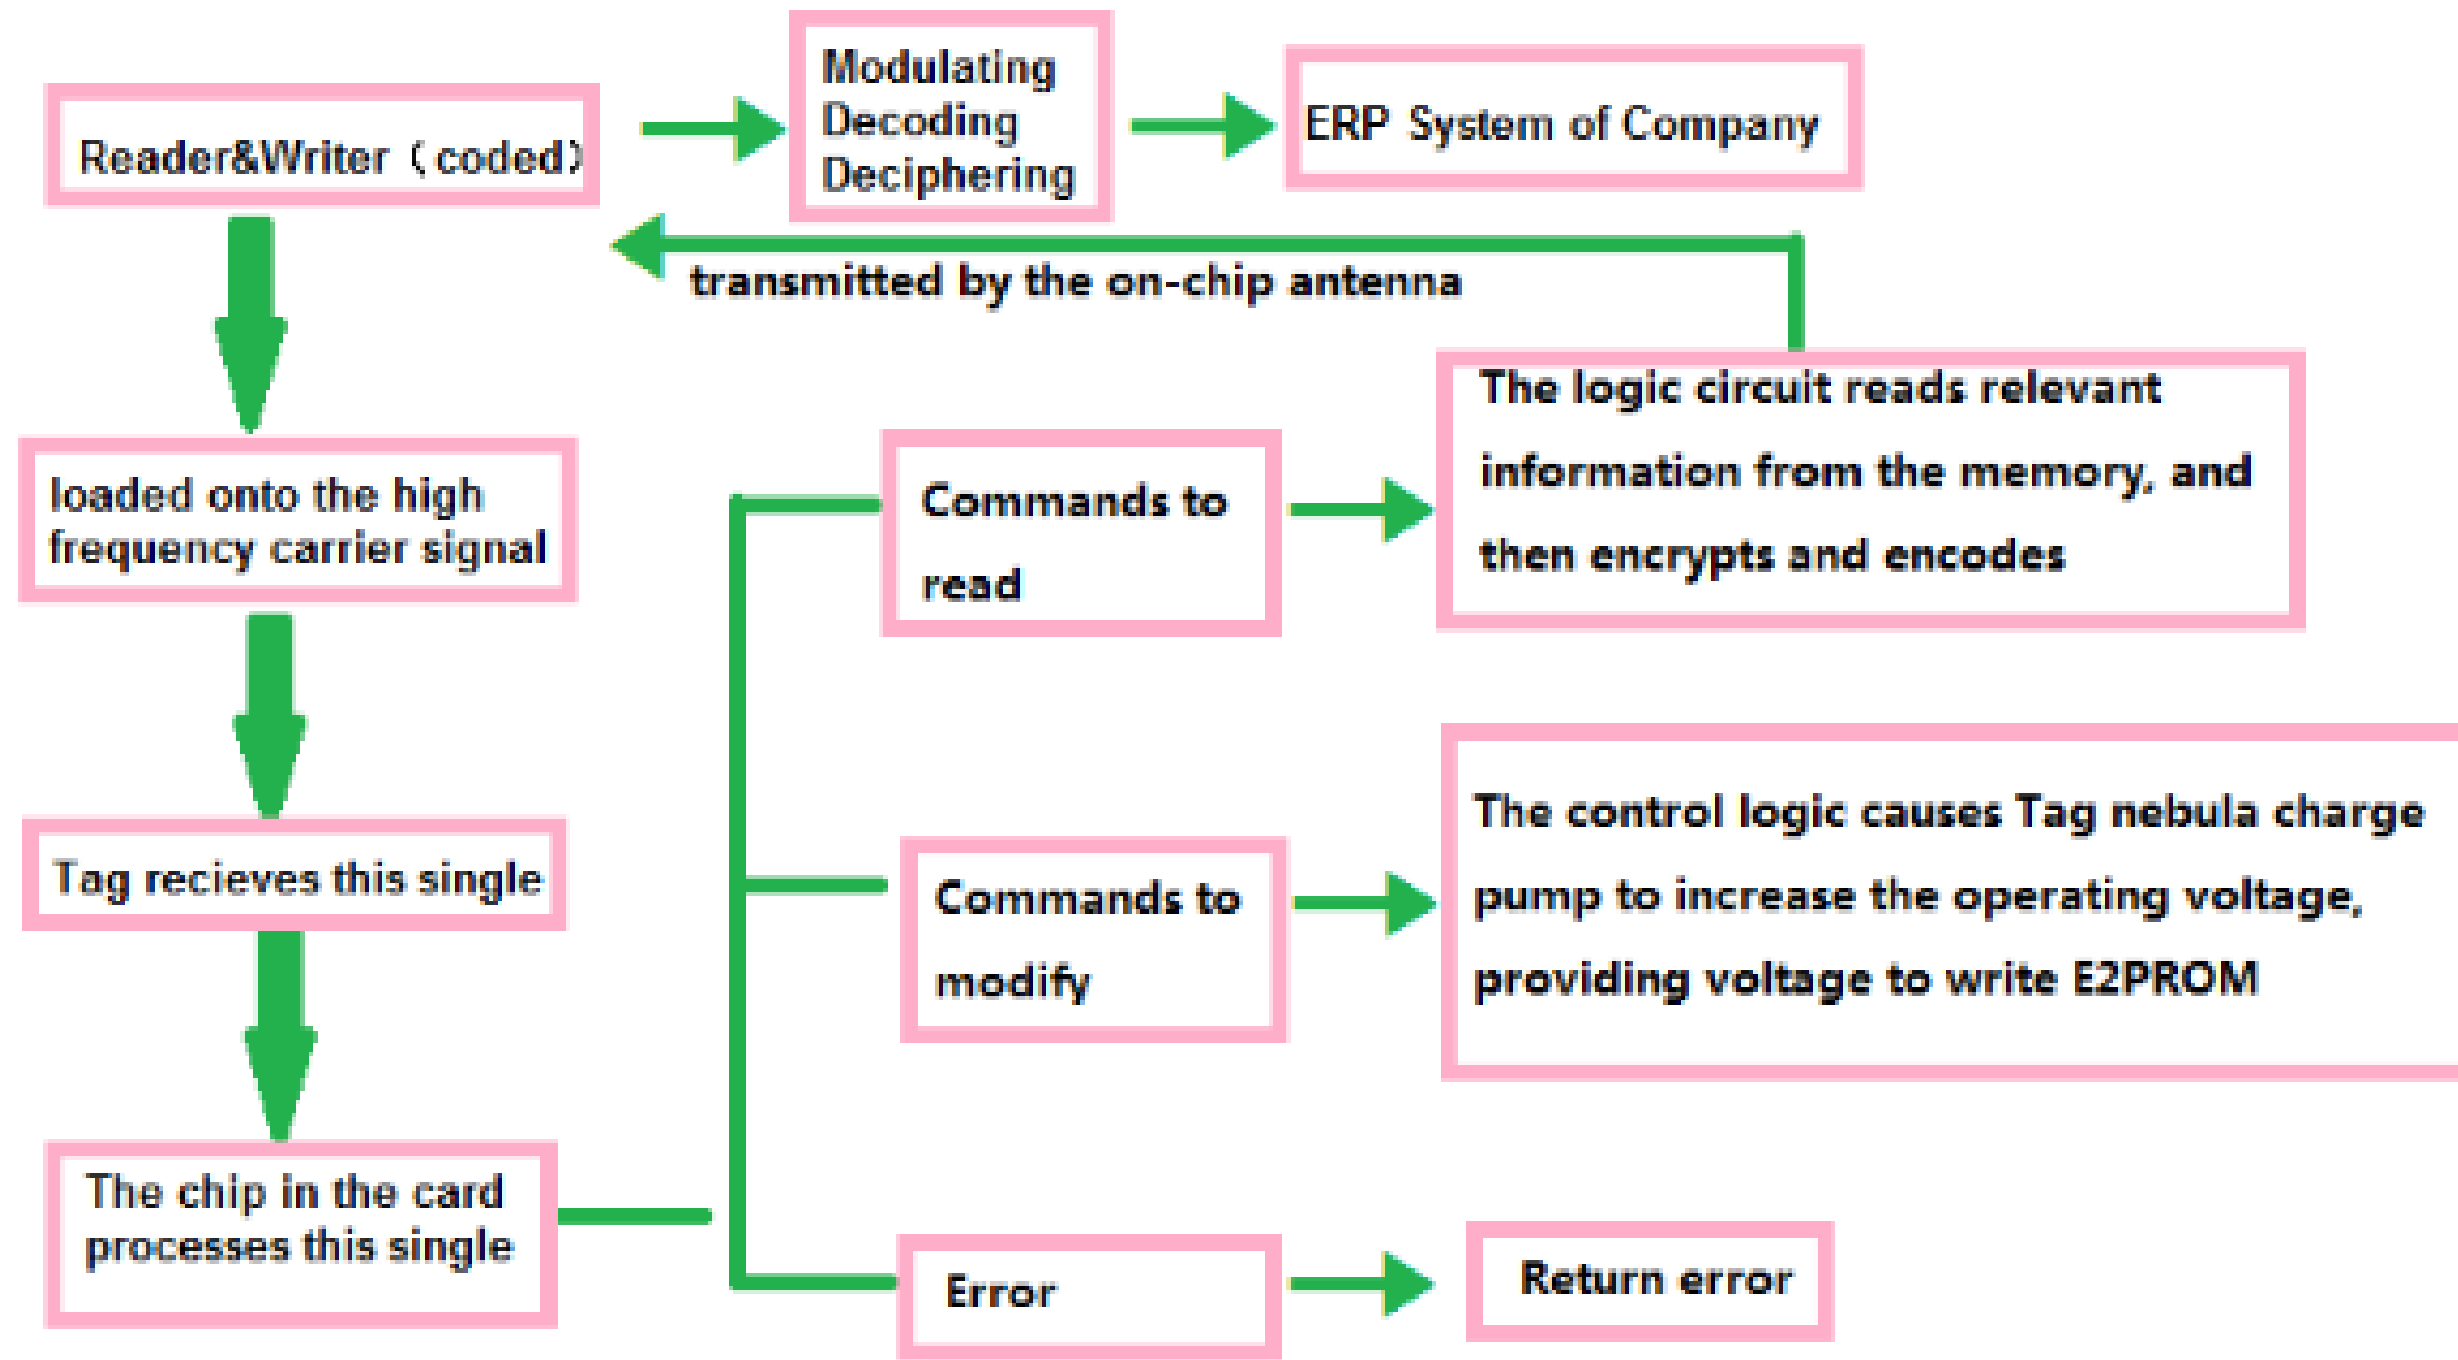 Modulating
Decoding
Deciphering
Reader&Writer（coded）
ERP System of Company
transmitted by the on-chip antenna
loaded onto the high
frequency carrier signal
Commands to
read
The logic circuit reads relevant
information from the memory, and
then encrypts and encodes
Tag recieves this single
Commands to
modify
The control logic causes Tag nebula charge
pump to increase the operating voltage,
providing voltage to write E2PROM
The chip in the card
processes this single
Error
Return error